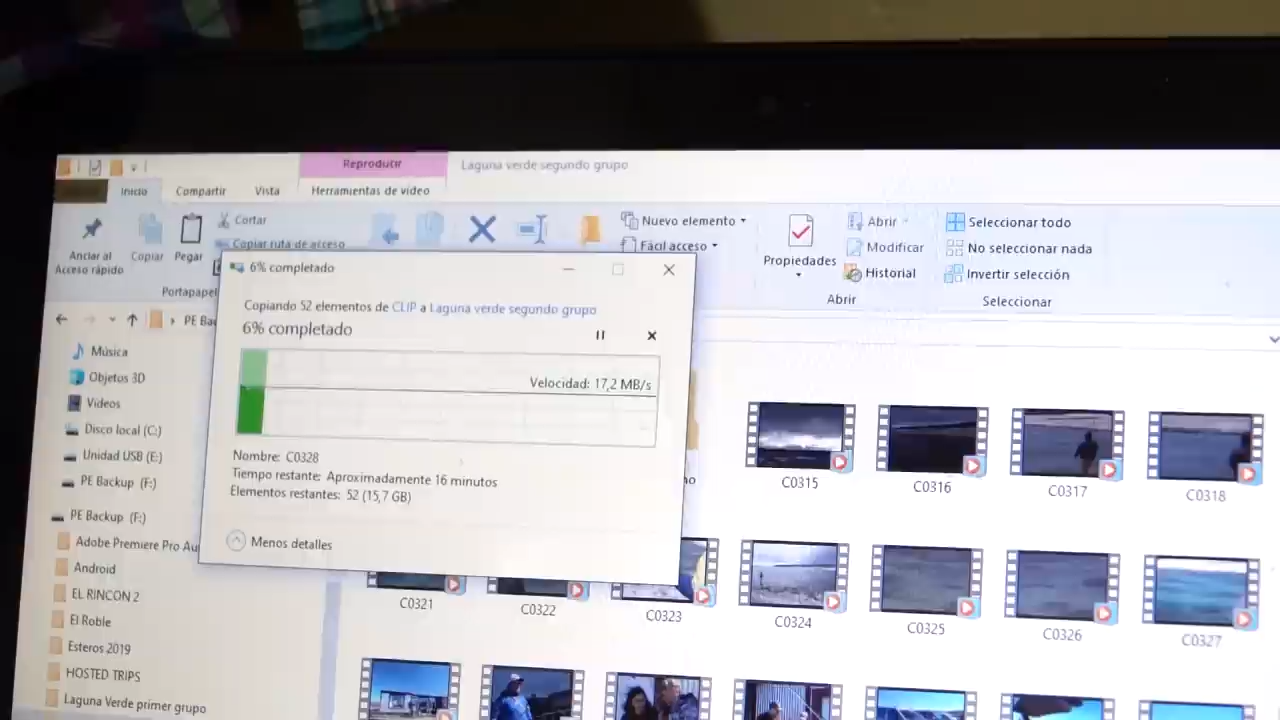 Reproducir
Laguna verde segundo grupo
Inicio
Compartir
Vista
Herramientas de vídeo
Anclar al
Acceso rápido
Copiar
Pegar
Cortar
Copiar ruta de acceso
Nuevo elemento
Fácil acceso
Propiedades
Abrir
Modificar
Historial
Seleccionar todo
No seleccionar nada
Invertir selección
Portapapel
Abrir
Seleccionar
PE Ba
6% completado
Copiando 52 elementos de CLIP a Laguna verde segundo grupo
6% completado
Velocidad: 17,2 MB/s
Nombre: C0328
Tiempo restante: Aproximadamente 16 minutos
Elementos restantes: 52 (15,7 GB)
Menos detalles
Música
Objetos 3D
Vídeos
Disco local (C:)
Unidad USB (E:)
PE Backup (F:)
PE Backup (F:)
Adobe Premiere Pro Au
Android
EL RINCON 2
El Roble
Esteros 2019
HOSTED TRIPS
Laguna Verde primer grupo
C0315
C0316
C0317
C0318
C0321
C0322
C0323
C0324
C0325
C0326
C0327